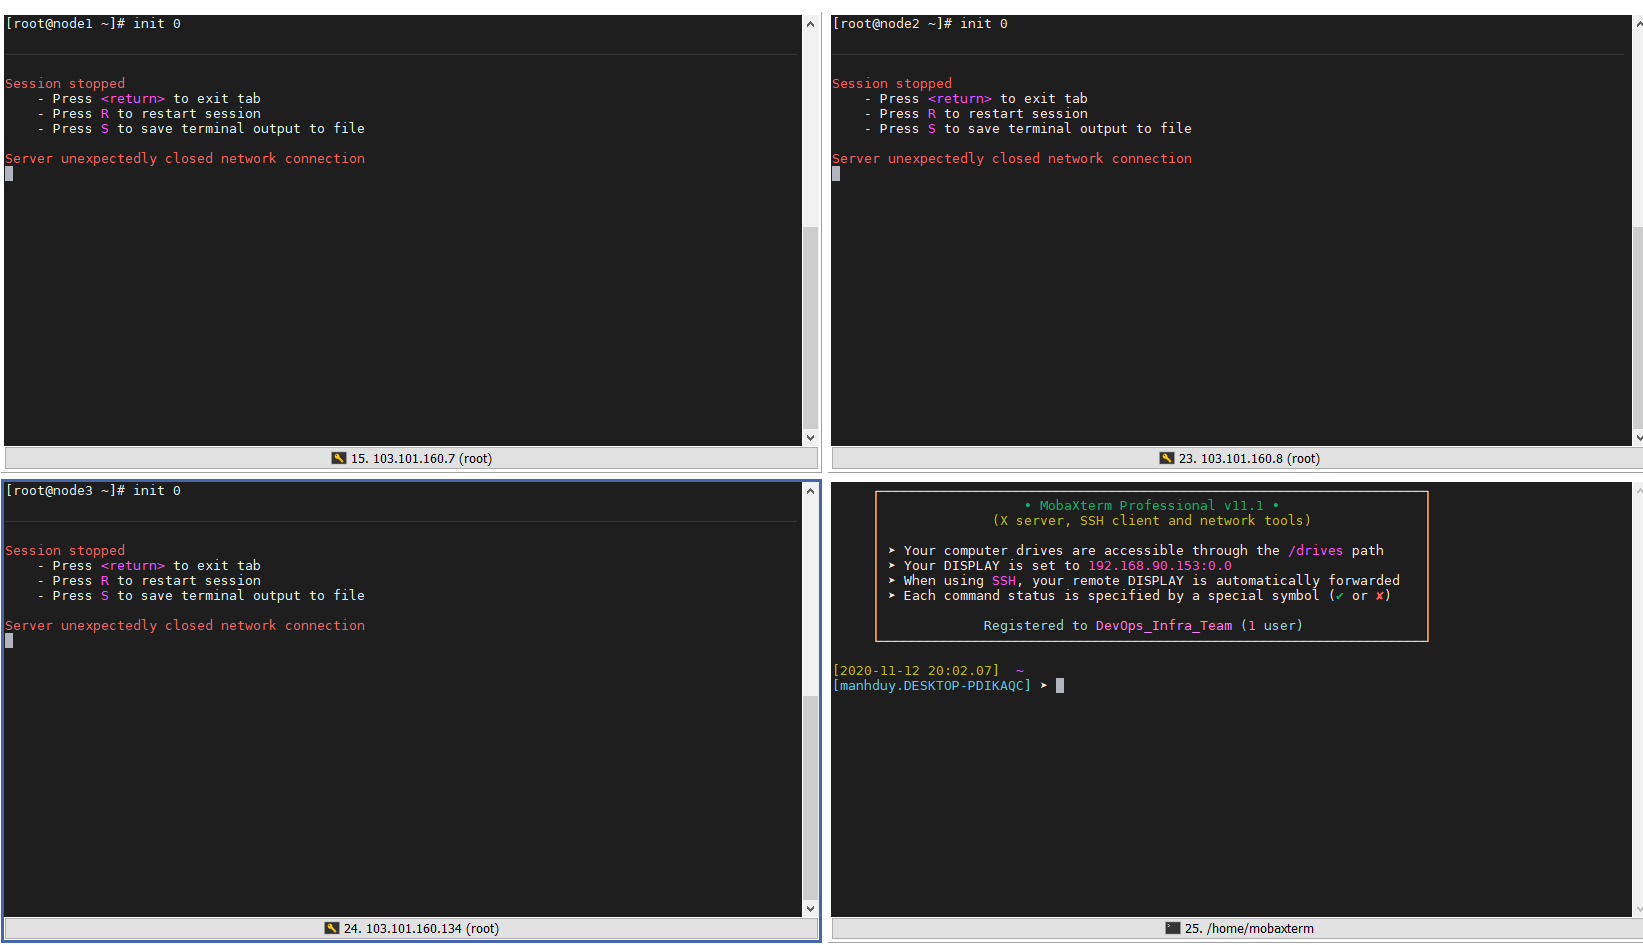 [root@node1 ~]# init 0
Session stopped
    - Press <return> to exit tab
    - Press R to restart session
    - Press S to save terminal output to file
Server unexpectedly closed network connection
15. 103.101.160.7 (root)
[root@node2 ~]# init 0
Session stopped
    - Press <return> to exit tab
    - Press R to restart session
    - Press S to save terminal output to file
Server unexpectedly closed network connection
23. 103.101.160.8 (root)
[root@node3 ~]# init 0
Session stopped
    - Press <return> to exit tab
    - Press R to restart session
    - Press S to save terminal output to file
Server unexpectedly closed network connection
24. 103.101.160.134 (root)
• MobaXterm Professional v11.1 •
(X server, SSH client and network tools)
➤ Your computer drives are accessible through the /drives path
➤ Your DISPLAY is set to 192.168.90.153:0.0
➤ When using SSH, your remote DISPLAY is automatically forwarded
➤ Each command status is specified by a special symbol (✔ or ✘)
Registered to DevOps_Infra_Team (1 user)
[2020-11-12 20:02.07]  ~
[manhduy.DESKTOP-PDIKAQC] ➤
25. /home/mobaxterm